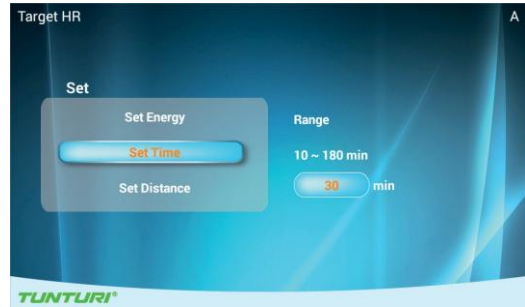 Target HR
A
Set
Set Energy
Set Time
Set Distance
Range
10 ~ 180 min
30 min
TUNTURI®